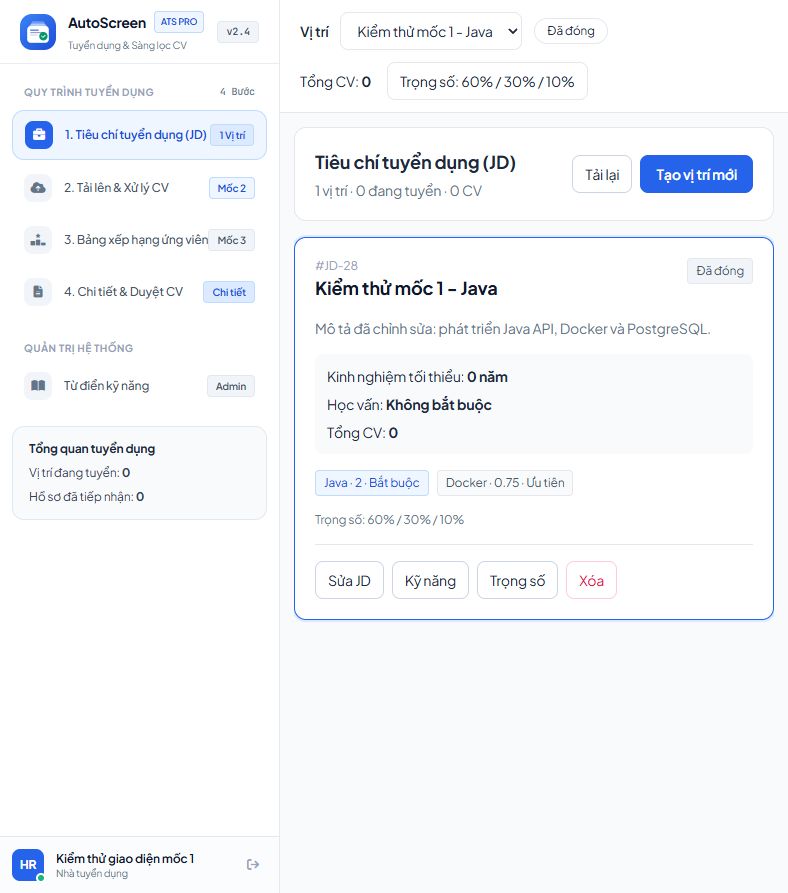 AutoScreen ATS PRO
Tuyển dụng & Sàng lọc CV
v2.4
QUY TRÌNH TUYỂN DỤNG 4 Bước
1. Tiêu chí tuyển dụng (JD) 1 Vị trí
2. Tải lên & Xử lý CV Mốc 2
3. Bảng xếp hạng ứng viên Mốc 3
4. Chi tiết & Duyệt CV Chi tiết
QUẢN TRỊ HỆ THỐNG
Từ điển kỹ năng Admin
Tổng quan tuyển dụng
Vị trí đang tuyển: 0
Hồ sơ đã tiếp nhận: 0
HR
Kiểm thử giao diện mốc 1
Nhà tuyển dụng
Vị trí Kiểm thử mốc 1 - Java Đã đóng
Tổng CV: 0 Trọng số: 60% / 30% / 10%
Tiêu chí tuyển dụng (JD)
1 vị trí · 0 đang tuyển · 0 CV
Tải lại Tạo vị trí mới
#JD-28
Kiểm thử mốc 1 - Java
Đã đóng
Mô tả đã chỉnh sửa: phát triển Java API, Docker và PostgreSQL.
Kinh nghiệm tối thiểu: 0 năm
Học vấn: Không bắt buộc
Tổng CV: 0
Java · 2 · Bắt buộc Docker · 0.75 · Ưu tiên
Trọng số: 60% / 30% / 10%
Sửa JD Kỹ năng Trọng số Xóa